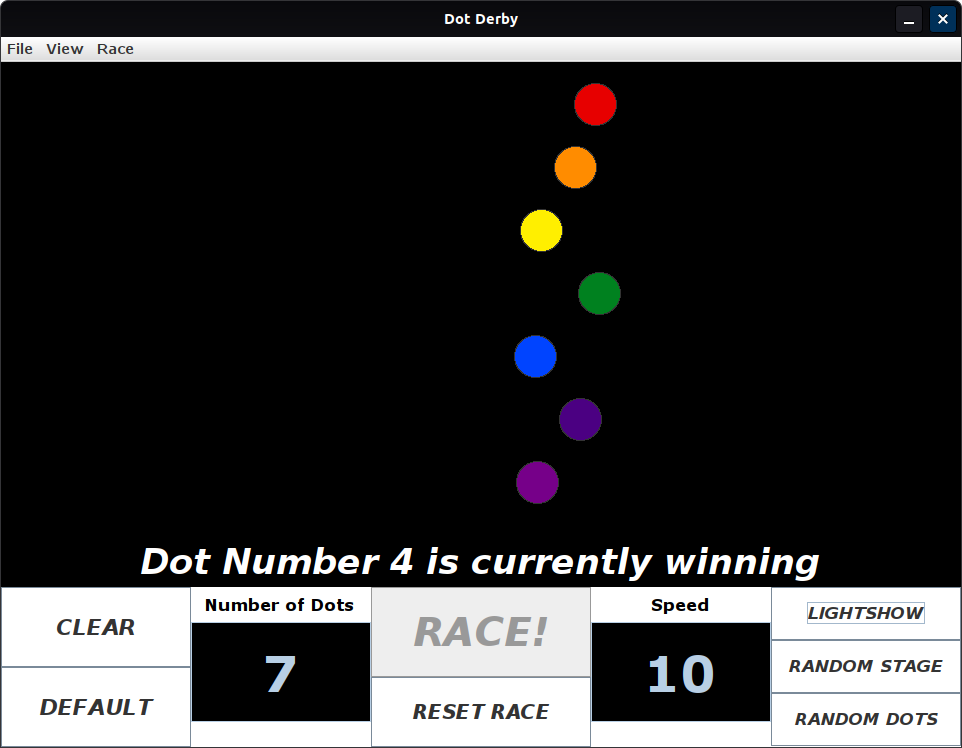 Dot Derby
File View Race
Dot Number 4 is currently winning
CLEAR
DEFAULT
Number of Dots
7
RACE!
RESET RACE
Speed
10
LIGHTSHOW
RANDOM STAGE
RANDOM DOTS